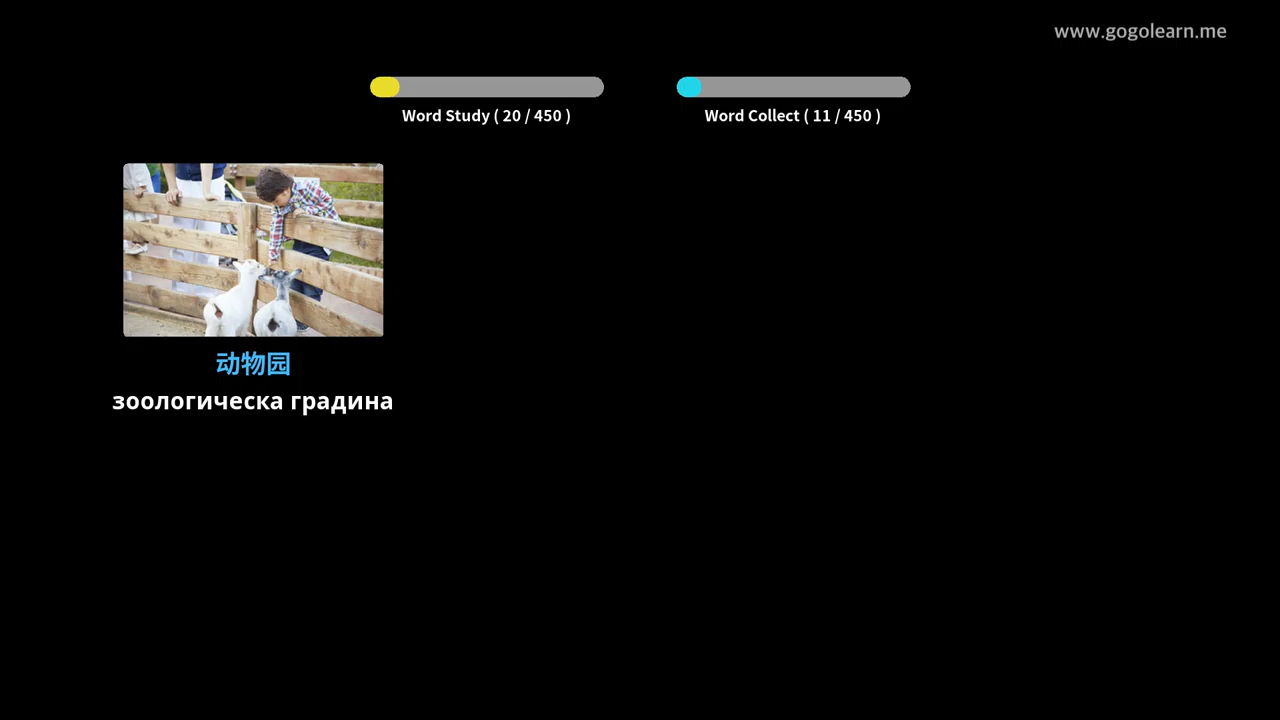 www.gogolearn.me
Word Study ( 20 / 450 )
Word Collect ( 11 / 450 )
动物园
зоологическа градина